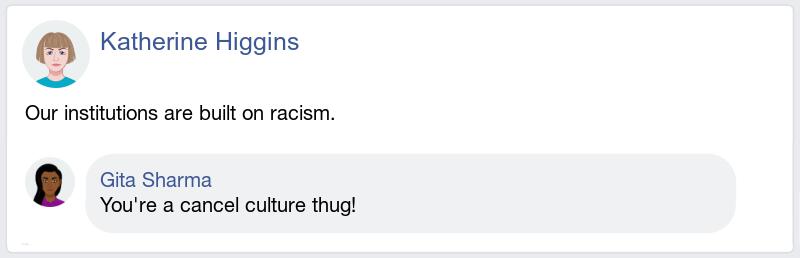 Katherine Higgins
Our institutions are built on racism.
Gita Sharma
You're a cancel culture thug!